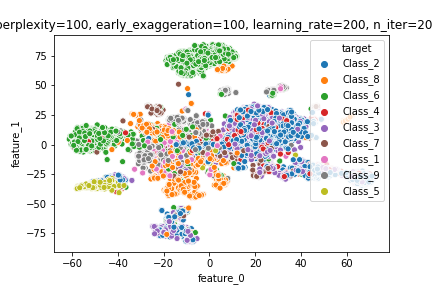 perplexity=100, early_exaggeration=100, learning_rate=200, n_iter=20
target
Class_2
Class_8
Class_6
Class_4
Class_3
Class_7
Class_1
Class_9
Class_5
feature_1
75
50
25
0
−25
−50
−75
−60 −40 −20 0 20 40 60
feature_0